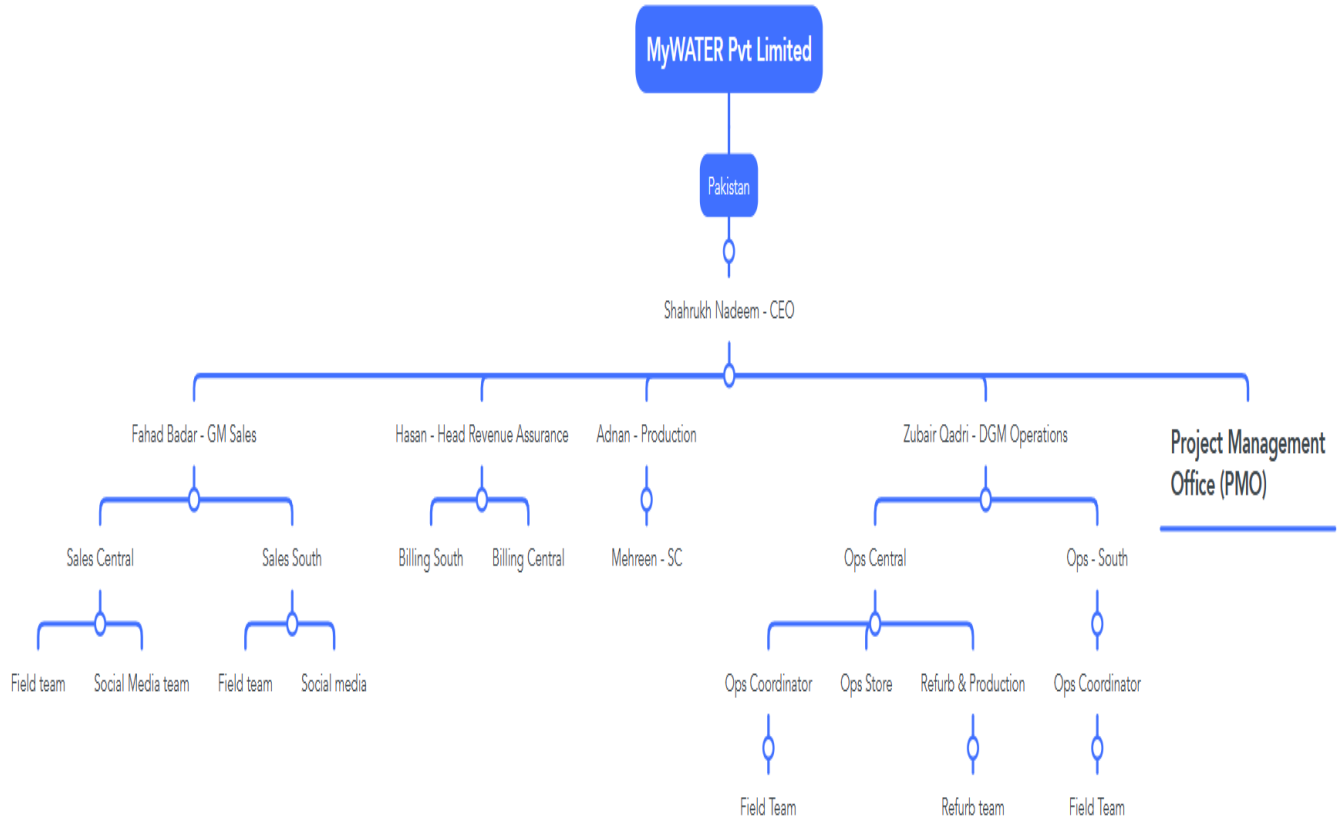 MyWATER Pvt Limited
Pakistan
Shahrukh Nadeem - CEO
Fahad Badar - GM Sales
Hasan - Head Revenue Assurance
Adnan - Production
Zubair Qadri - DGM Operations
Project Management
Office (PMO)
Sales Central
Sales South
Billing South
Billing Central
Mehreen - SC
Ops Central
Ops - South
Field team
Social Media team
Field team
Social media
Ops Coordinator
Ops Store
Refurb & Production
Ops Coordinator
Field Team
Refurb team
Field Team